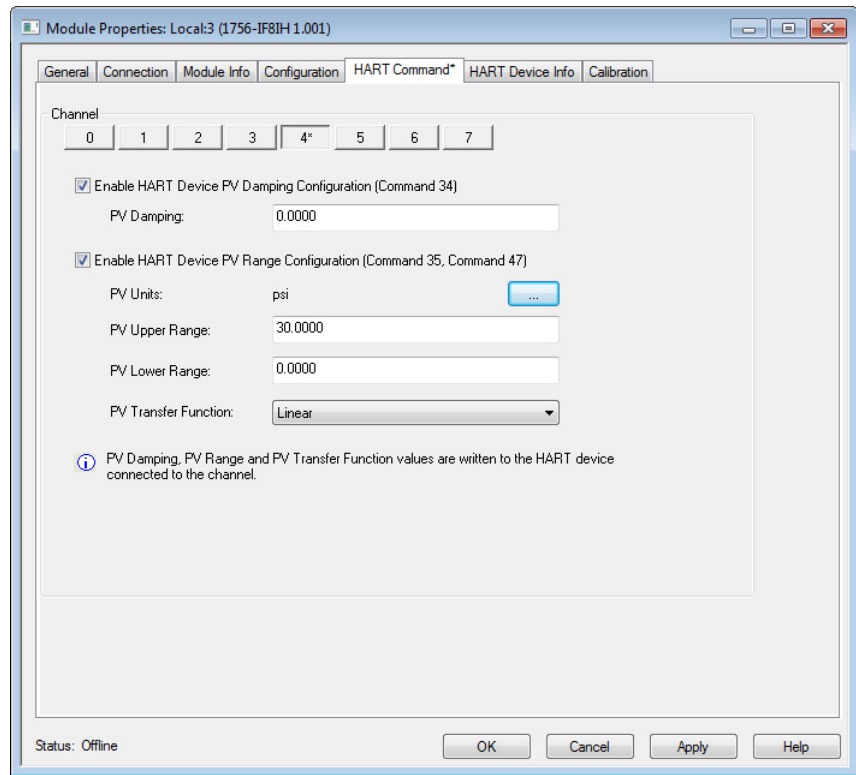 Module Properties: Local:3 (1756-IF8IH 1.001)
General Connection Module Info Configuration HART Command* HART Device Info Calibration
Channel
0 1 2 3 4* 5 6 7
Enable HART Device PV Damping Configuration (Command 34)
PV Damping: 0.0000
Enable HART Device PV Range Configuration (Command 35, Command 47)
PV Units: psi ...
PV Upper Range: 30.0000
PV Lower Range: 0.0000
PV Transfer Function: Linear
PV Damping, PV Range and PV Transfer Function values are written to the HART device
connected to the channel.
Status: Offline OK Cancel Apply Help